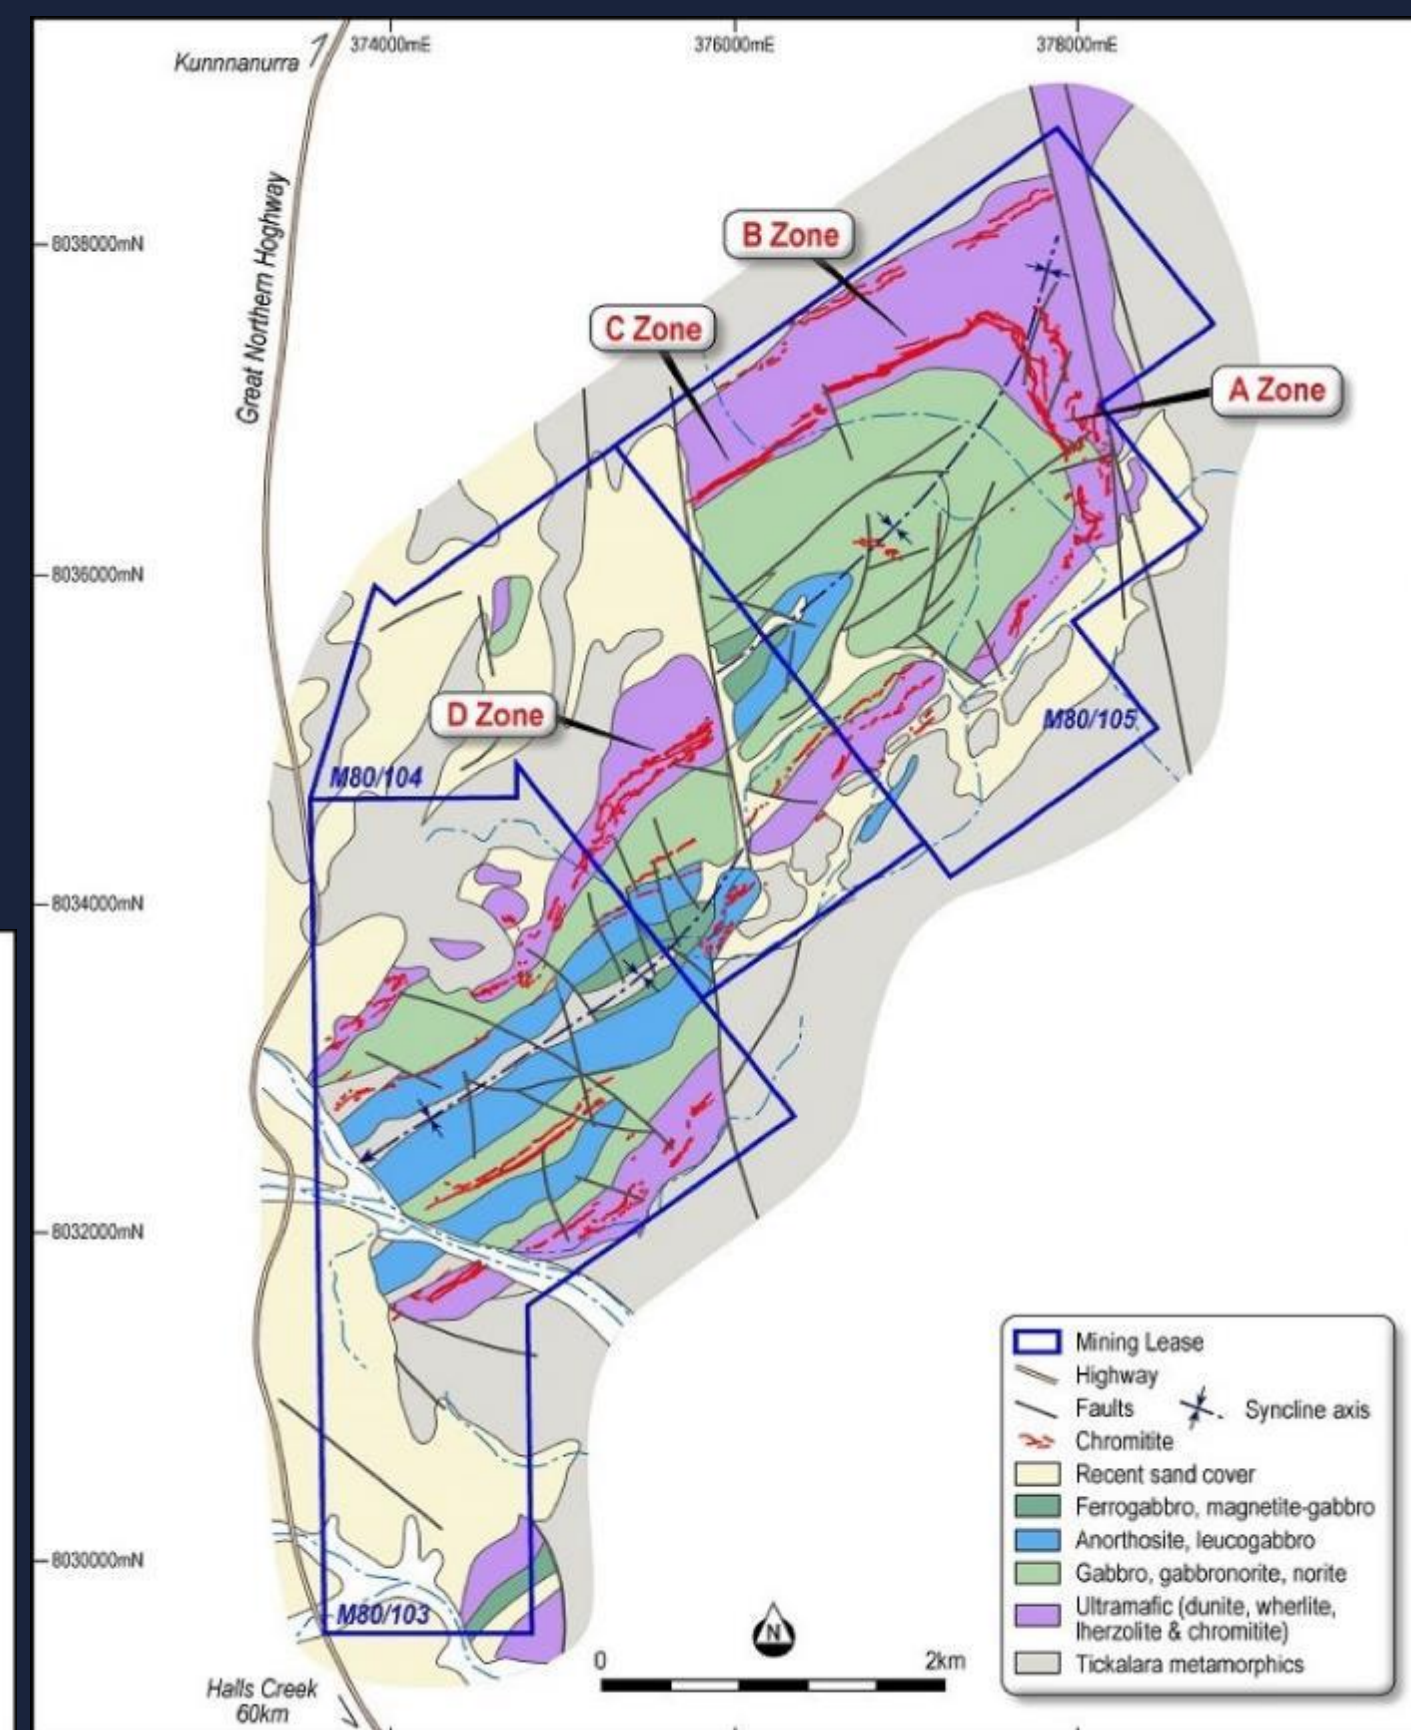 374000mE
376000mE
378000mE
Kunnnanurra
Great Northern Hoghway
8038000mN
8036000mN
8034000mN
8032000mN
8030000mN
B Zone
C Zone
A Zone
D Zone
M80/105
M80/104
M80/103
Halls Creek
60km
N
0
2km
Mining Lease
Highway
Faults
Syncline axis
Chromitite
Recent sand cover
Ferrogabbro, magnetite-gabbro
Anorthosite, leucogabbro
Gabbro, gabbronorite, norite
Ultramafic (dunite, wherlite,
lherzolite & chromitite)
Tickalara metamorphics